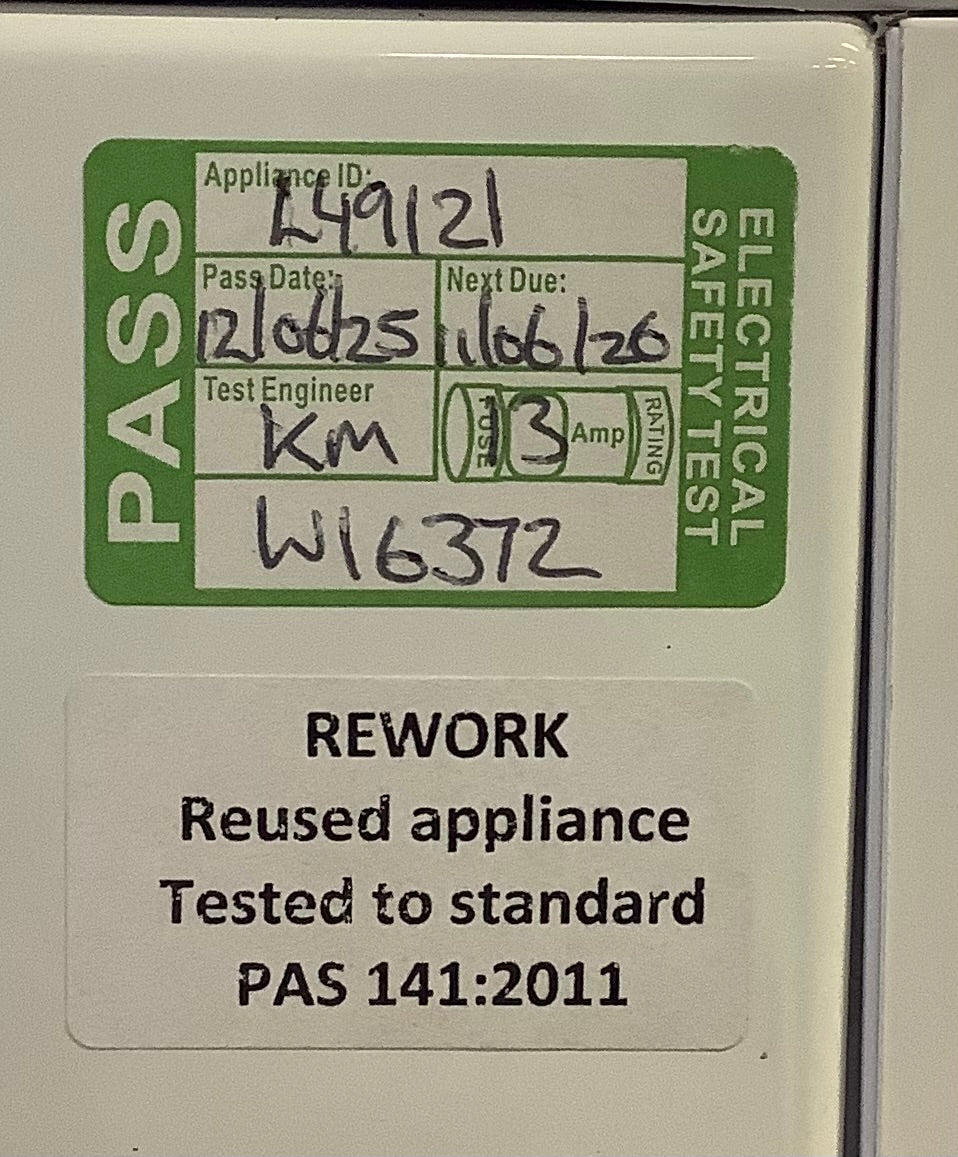 PASS
Appliance ID:
L49121
Pass Date:
12/06/25
Next Due:
11/06/26
Test Engineer
KM
FUSE
13 Amp
RATING
W16372
ELECTRICAL
SAFETY TEST
REWORK
Reused appliance
Tested to standard
PAS 141:2011